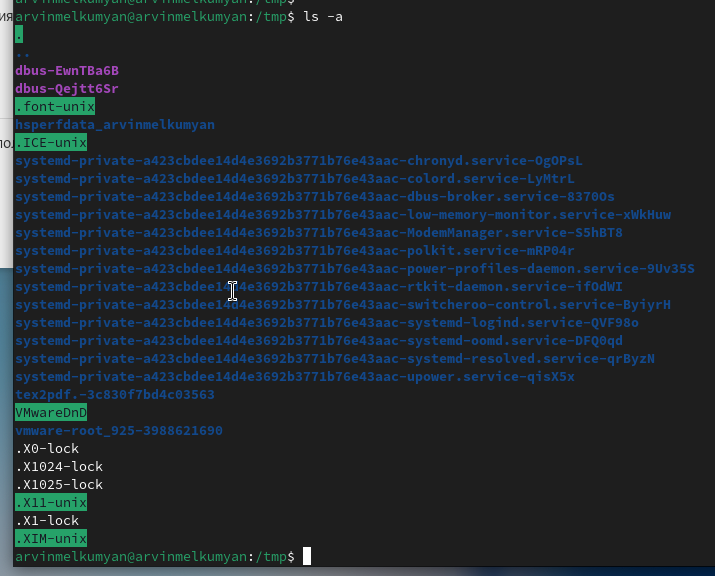 arvinmelkumyan@arvinmelkumyan:/tmp$
ия
arvinmelkumyan@arvinmelkumyan:/tmp$ ls -a
.
..
dbus-EwnTBa6B
dbus-Qejtt6Sr
.font-unix
hsperfdata_arvinmelkumyan
.ICE-unix
systemd-private-a423cbdee14d4e3692b3771b76e43aac-chronyd.service-OgOPsL
systemd-private-a423cbdee14d4e3692b3771b76e43aac-colord.service-LyMtrL
systemd-private-a423cbdee14d4e3692b3771b76e43aac-dbus-broker.service-8370Os
systemd-private-a423cbdee14d4e3692b3771b76e43aac-low-memory-monitor.service-xWkHuw
systemd-private-a423cbdee14d4e3692b3771b76e43aac-ModemManager.service-S5hBT8
systemd-private-a423cbdee14d4e3692b3771b76e43aac-polkit.service-mRP04r
systemd-private-a423cbdee14d4e3692b3771b76e43aac-power-profiles-daemon.service-9Uv35S
systemd-private-a423cbdee14d4e3692b3771b76e43aac-rtkit-daemon.service-ifOdWI
systemd-private-a423cbdee14d4e3692b3771b76e43aac-switcheroo-control.service-ByiyrH
systemd-private-a423cbdee14d4e3692b3771b76e43aac-systemd-logind.service-QVF98o
systemd-private-a423cbdee14d4e3692b3771b76e43aac-systemd-oomd.service-DFQ0qd
systemd-private-a423cbdee14d4e3692b3771b76e43aac-systemd-resolved.service-qrByzN
systemd-private-a423cbdee14d4e3692b3771b76e43aac-upower.service-qisX5x
tex2pdf.-3c830f7bd4c03563
VMwareDnD
vmware-root_925-3988621690
.X0-lock
.X1024-lock
.X1025-lock
.X11-unix
.X1-lock
.XIM-unix
arvinmelkumyan@arvinmelkumyan:/tmp$